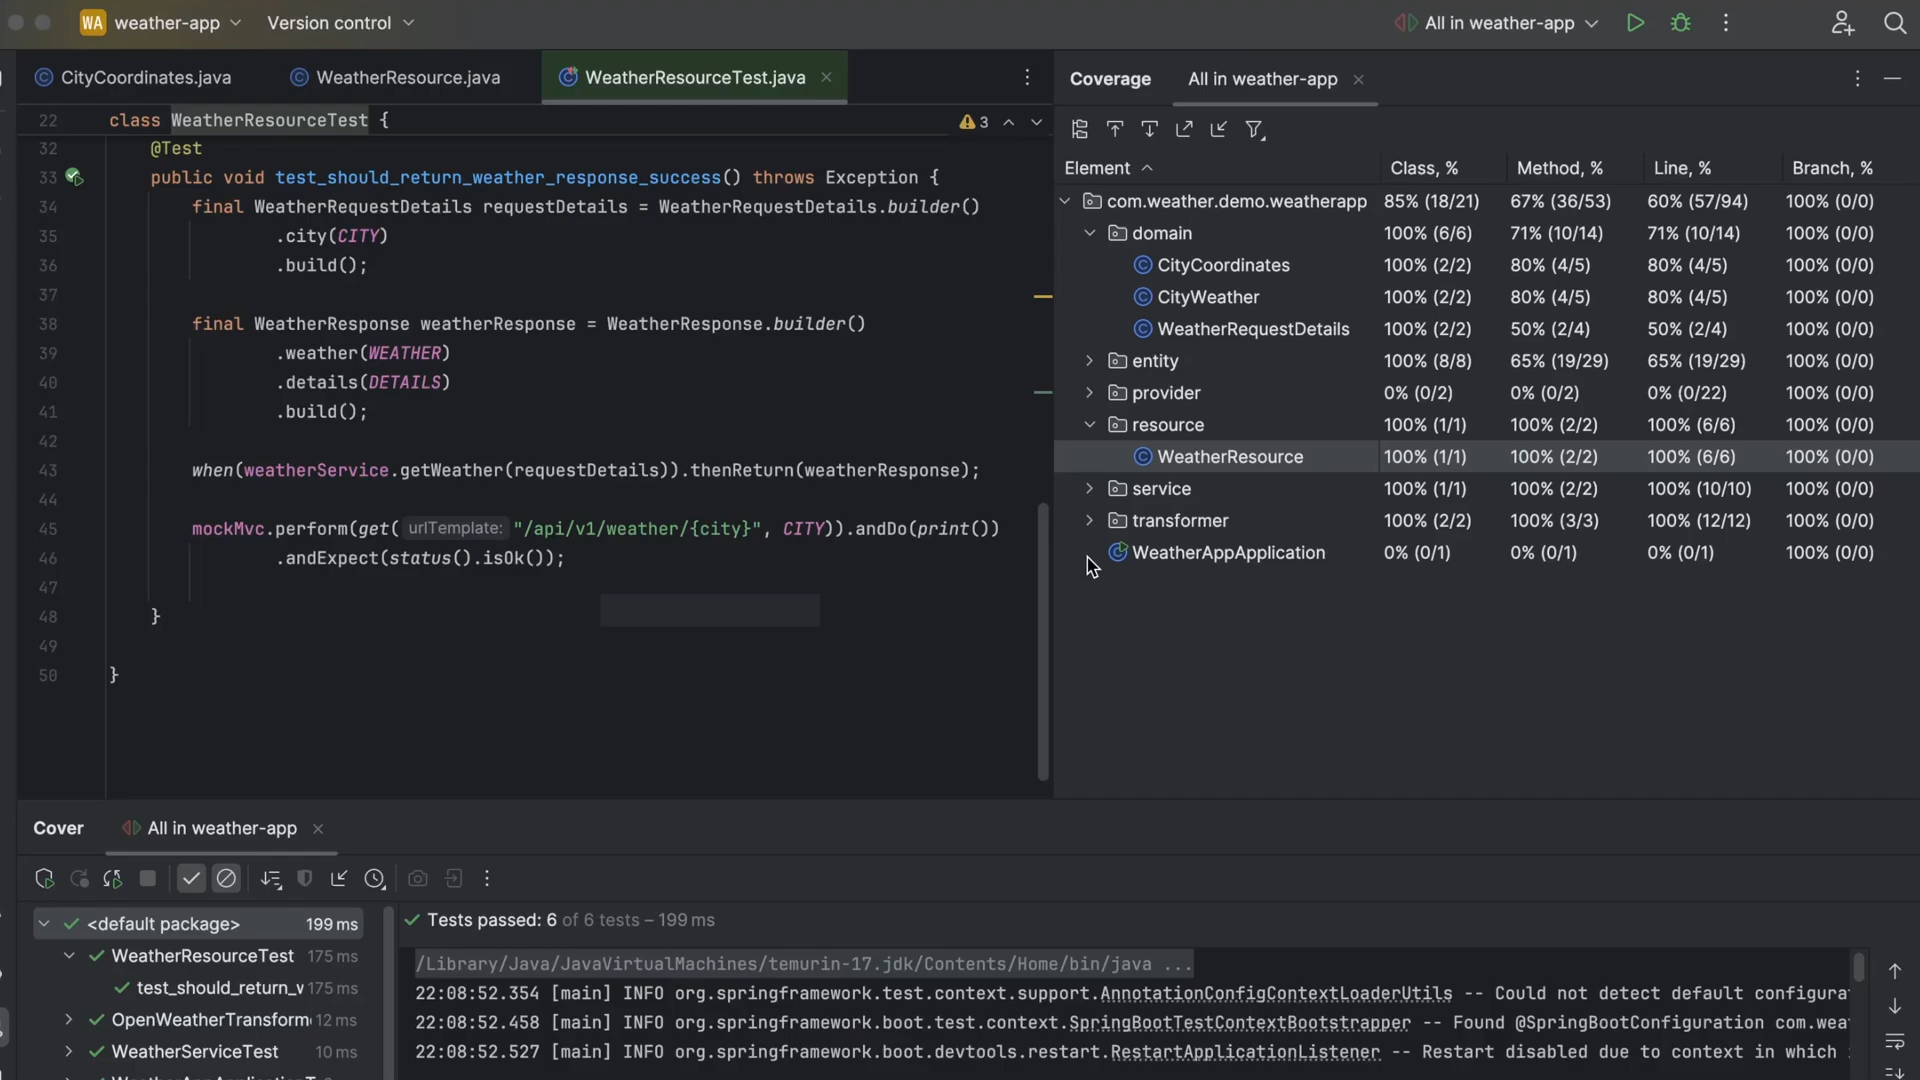 WA weather-app Version control All in weather-app
CityCoordinates.java WeatherResource.java WeatherResourceTest.java
22 class WeatherResourceTest { 3
32 @Test
33 public void test_should_return_weather_response_success() throws Exception {
34 final WeatherRequestDetails requestDetails = WeatherRequestDetails.builder()
35 .city(CITY)
36 .build();
37
38 final WeatherResponse weatherResponse = WeatherResponse.builder()
39 .weather(WEATHER)
40 .details(DETAILS)
41 .build();
42
43 when(weatherService.getWeather(requestDetails)).thenReturn(weatherResponse);
44
45 mockMvc.perform(get( urlTemplate: "/api/v1/weather/{city}", CITY)).andDo(print())
46 .andExpect(status().isOk());
47
48 }
49
50 }
Coverage All in weather-app
Element Class, % Method, % Line, % Branch, %
com.weather.demo.weatherapp 85% (18/21) 67% (36/53) 60% (57/94) 100% (0/0)
domain 100% (6/6) 71% (10/14) 71% (10/14) 100% (0/0)
CityCoordinates 100% (2/2) 80% (4/5) 80% (4/5) 100% (0/0)
CityWeather 100% (2/2) 80% (4/5) 80% (4/5) 100% (0/0)
WeatherRequestDetails 100% (2/2) 50% (2/4) 50% (2/4) 100% (0/0)
entity 100% (8/8) 65% (19/29) 65% (19/29) 100% (0/0)
provider 0% (0/2) 0% (0/2) 0% (0/22) 100% (0/0)
resource 100% (1/1) 100% (2/2) 100% (6/6) 100% (0/0)
WeatherResource 100% (1/1) 100% (2/2) 100% (6/6) 100% (0/0)
service 100% (1/1) 100% (2/2) 100% (10/10) 100% (0/0)
transformer 100% (2/2) 100% (3/3) 100% (12/12) 100% (0/0)
WeatherAppApplication 0% (0/1) 0% (0/1) 0% (0/1) 100% (0/0)
Cover All in weather-app
<default package> 199 ms
WeatherResourceTest 175 ms
test_should_return_v 175 ms
OpenWeatherTransform 12 ms
WeatherServiceTest 10 ms
Tests passed: 6 of 6 tests – 199 ms
/Library/Java/JavaVirtualMachines/temurin-17.jdk/Contents/Home/bin/java ...
22:08:52.354 [main] INFO org.springframework.test.context.support.AnnotationConfigContextLoaderUtils -- Could not detect default configura
22:08:52.458 [main] INFO org.springframework.boot.test.context.SpringBootTestContextBootstrapper -- Found @SpringBootConfiguration com.wea
22:08:52.527 [main] INFO org.springframework.boot.devtools.restart.RestartApplicationListener -- Restart disabled due to context in which